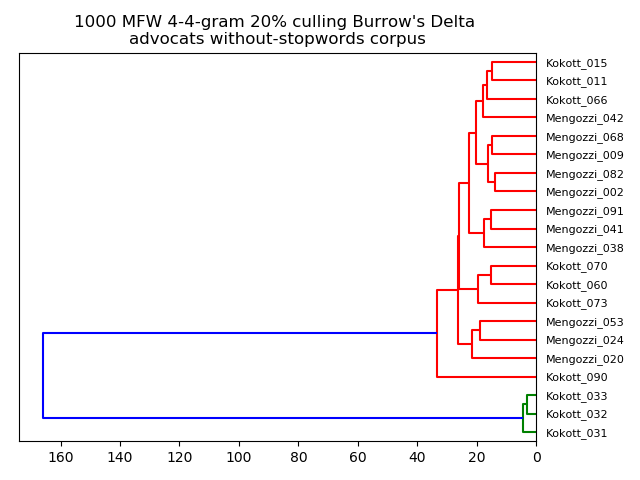 1000 MFW 4-4-gram 20% culling Burrow's Delta
advocats without-stopwords corpus
Kokott_015
Kokott_011
Kokott_066
Mengozzi_042
Mengozzi_068
Mengozzi_009
Mengozzi_082
Mengozzi_002
Mengozzi_091
Mengozzi_041
Mengozzi_038
Kokott_070
Kokott_060
Kokott_073
Mengozzi_053
Mengozzi_024
Mengozzi_020
Kokott_090
Kokott_033
Kokott_032
Kokott_031
160 140 120 100 80 60 40 20 0